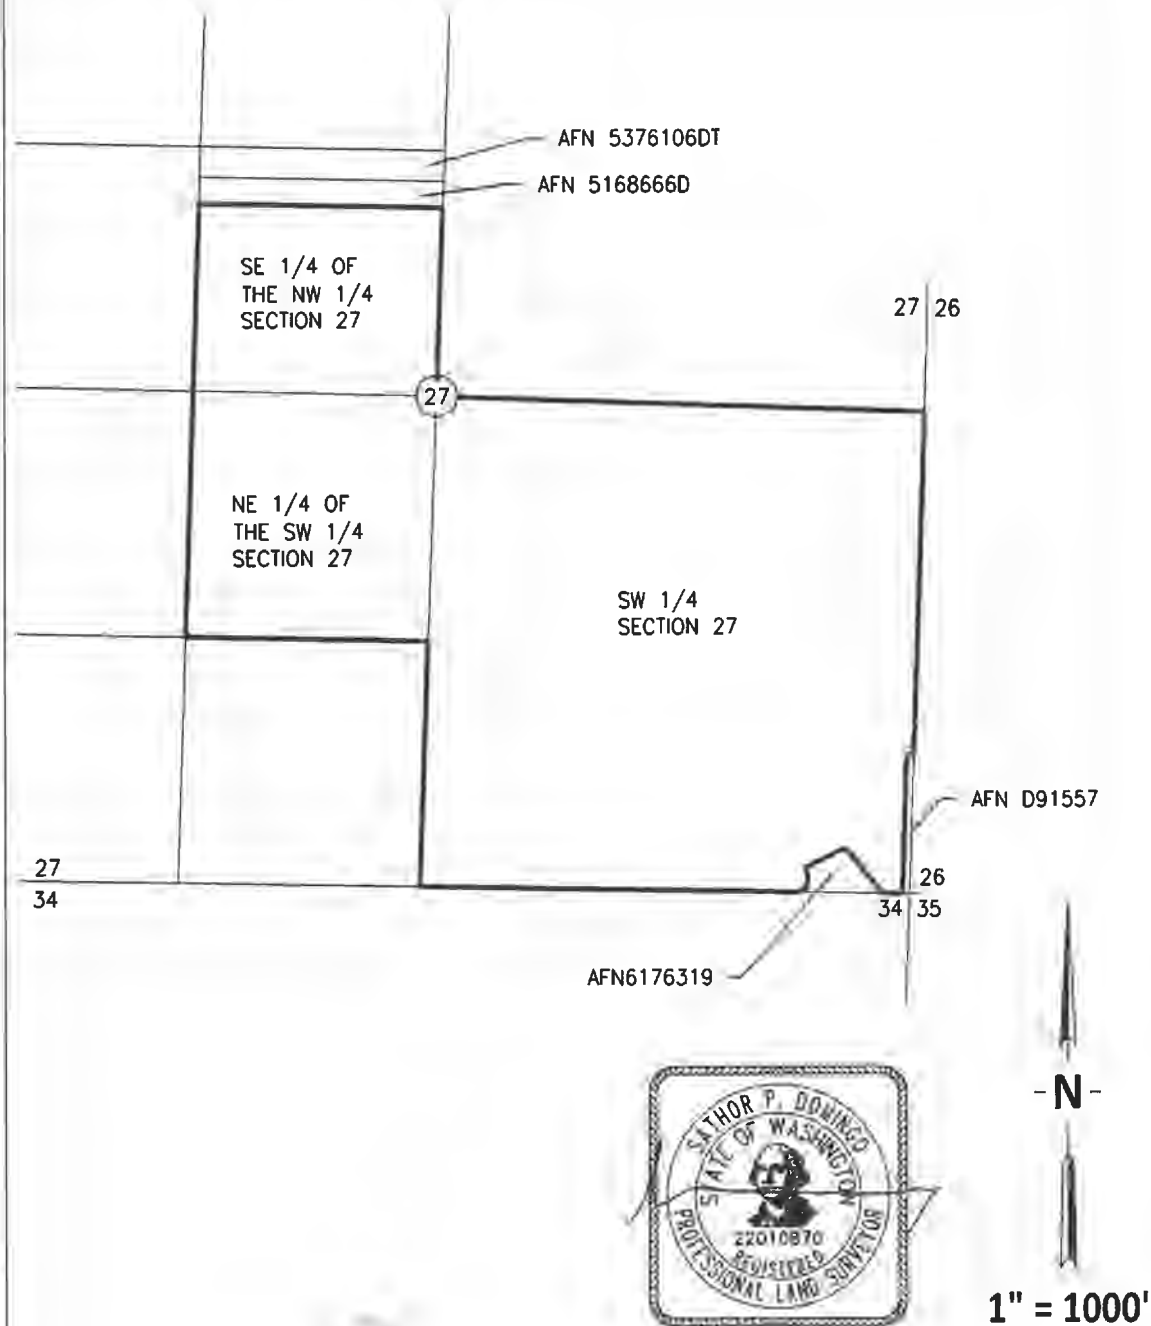 AFN 5376106DT
AFN 5168666D
SE 1/4 OF
THE NW 1/4
SECTION 27
27 26
27
NE 1/4 OF
THE SW 1/4
SECTION 27
SW 1/4
SECTION 27
AFN D91557
27
34
26
34 35
AFN6176319
SATHOR P. DOMINGO
STATE OF WASHINGTON
22010870
REGISTERED
PROFESSIONAL LAND SURVEYOR
-N-
1" = 1000'